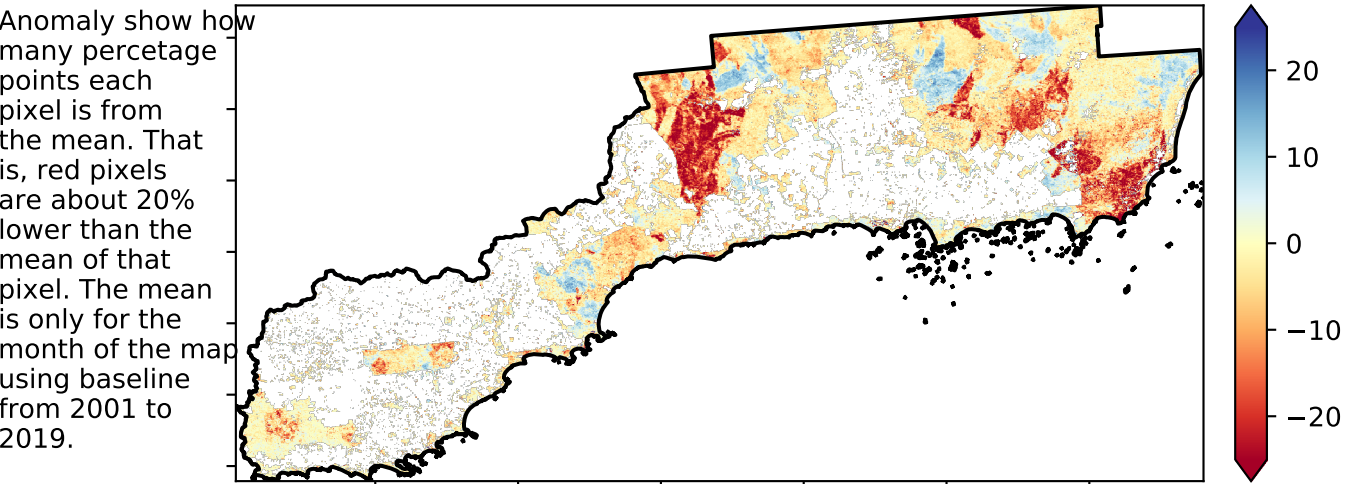 Anomaly show how
many percetage
points each
pixel is from
the mean. That
is, red pixels
are about 20%
lower than the
mean of that
pixel. The mean
is only for the
month of the map
using baseline
from 2001 to
2019.
20
10
0
−10
−20